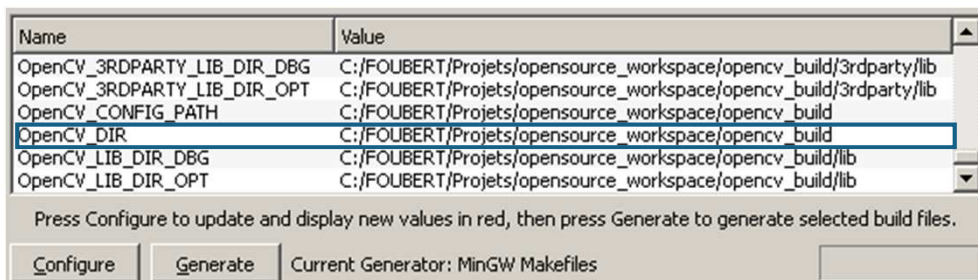 Name Value
OpenCV_3RDPARTY_LIB_DIR_DBG C:/FOUBERT/Projets/opensource_workspace/opencv_build/3rdparty/lib
OpenCV_3RDPARTY_LIB_DIR_OPT C:/FOUBERT/Projets/opensource_workspace/opencv_build/3rdparty/lib
OpenCV_CONFIG_PATH C:/FOUBERT/Projets/opensource_workspace/opencv_build
OpenCV_DIR C:/FOUBERT/Projets/opensource_workspace/opencv_build
OpenCV_LIB_DIR_DBG C:/FOUBERT/Projets/opensource_workspace/opencv_build/lib
OpenCV_LIB_DIR_OPT C:/FOUBERT/Projets/opensource_workspace/opencv_build/lib
Press Configure to update and display new values in red, then press Generate to generate selected build files.
Configure Generate Current Generator: MinGW Makefiles